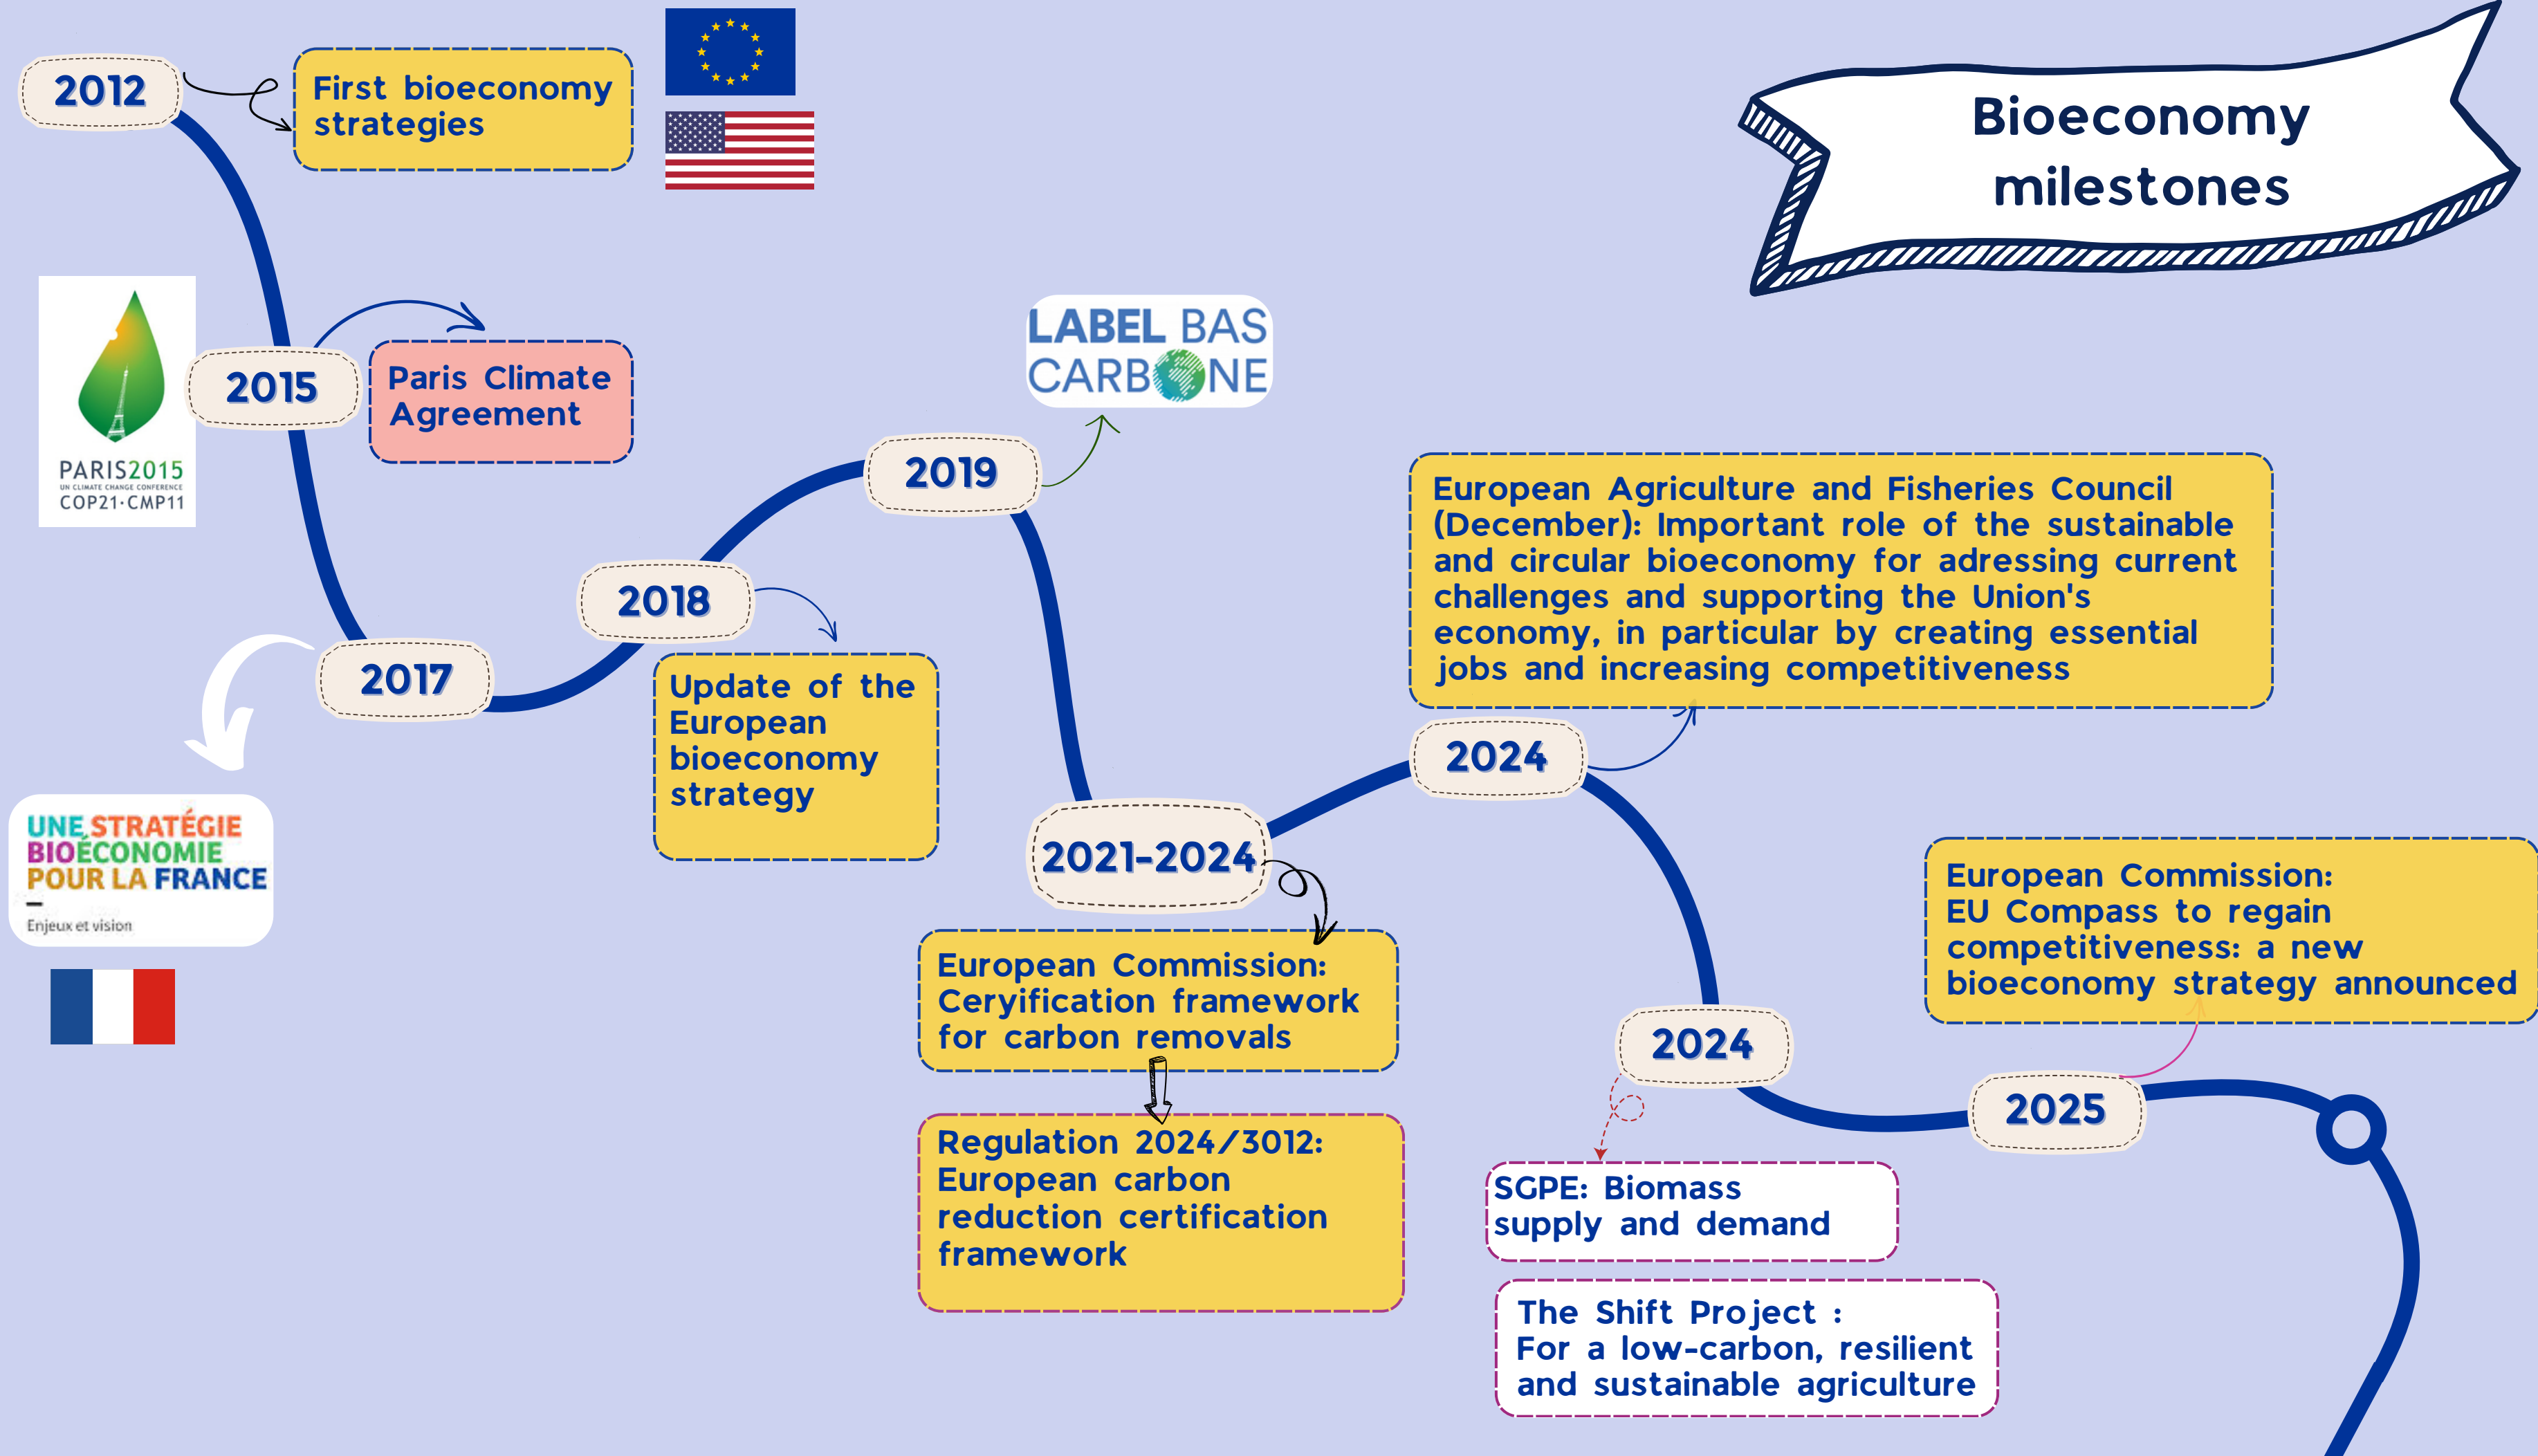 Bioeconomy
milestones
2012
First bioeconomy
strategies
2015
Paris Climate
Agreement
PARIS2015
UN CLIMATE CHANGE CONFERENCE
COP21·CMP11
2017
UNE STRATÉGIE
BIOÉCONOMIE
POUR LA FRANCE
Enjeux et vision
2018
Update of the
European
bioeconomy
strategy
2019
LABEL BAS
CARBONE
2021-2024
European Commission:
Ceryification framework
for carbon removals
Regulation 2024/3012:
European carbon
reduction certification
framework
2024
European Agriculture and Fisheries Council
(December): Important role of the sustainable
and circular bioeconomy for adressing current
challenges and supporting the Union's
economy, in particular by creating essential
jobs and increasing competitiveness
2024
SGPE: Biomass
supply and demand
The Shift Project :
For a low-carbon, resilient
and sustainable agriculture
2025
European Commission:
EU Compass to regain
competitiveness: a new
bioeconomy strategy announced